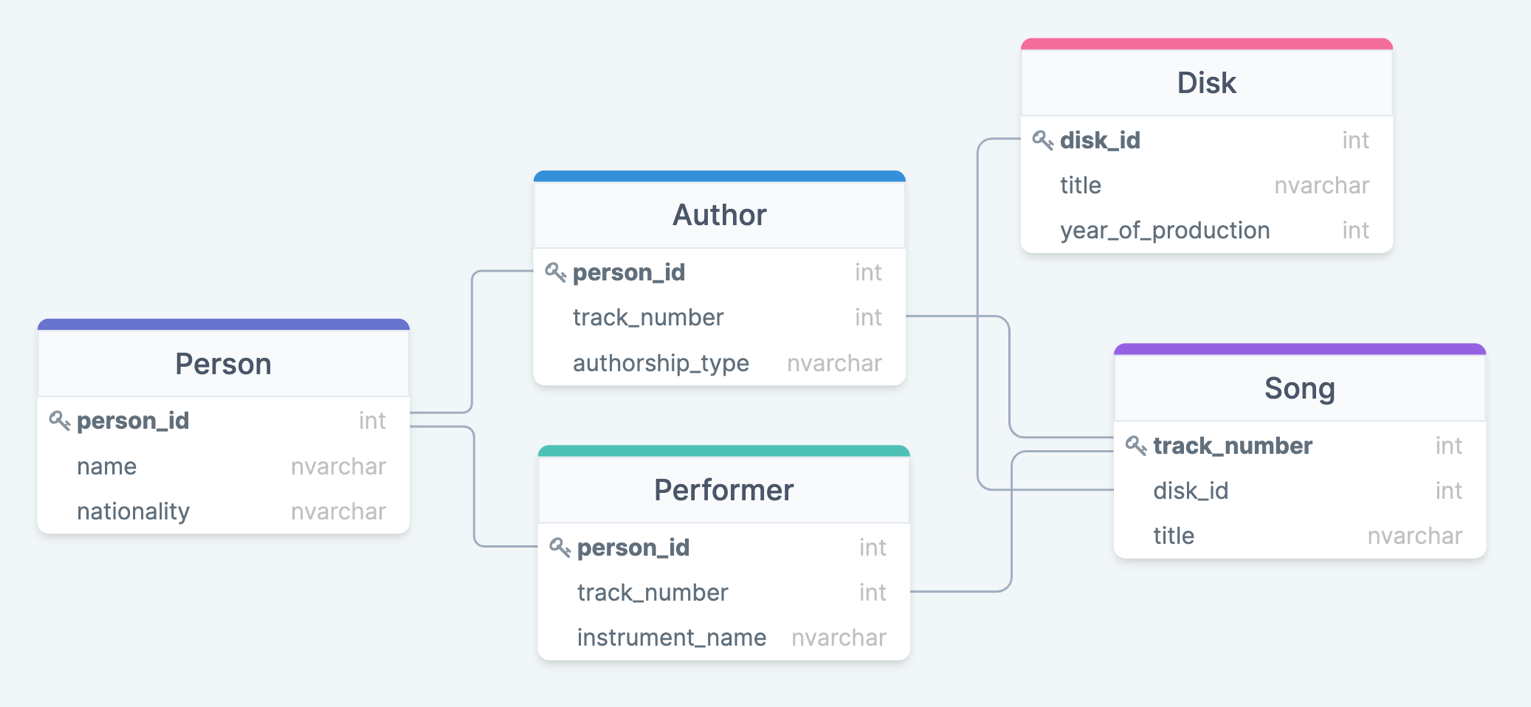 Disk
disk_id int
title nvarchar
year_of_production int
Author
person_id int
track_number int
authorship_type nvarchar
Person
person_id int
name nvarchar
nationality nvarchar
Song
track_number int
disk_id int
title nvarchar
Performer
person_id int
track_number int
instrument_name nvarchar